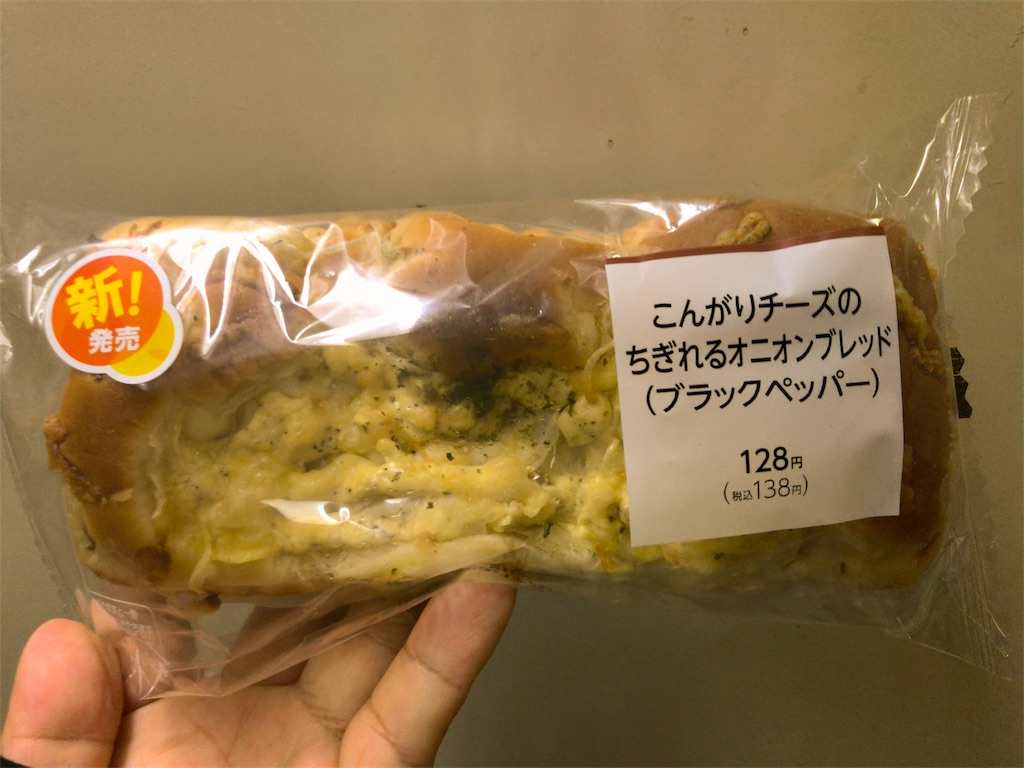 新!
発売
こんがりチーズの
ちぎれるオニオンブレッド
(ブラックペッパー)
128円
(税込138円)